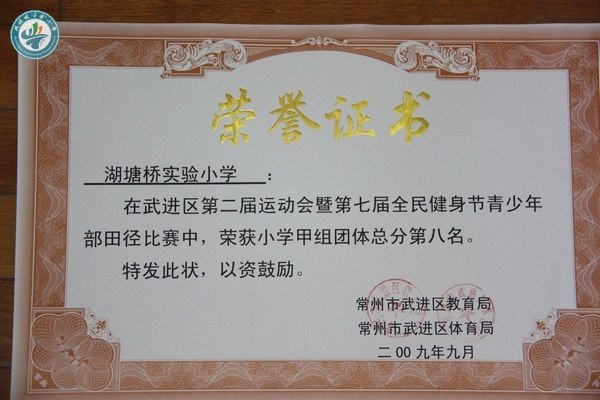 荣誉证书
湖塘桥实验小学 :
在武进区第二届运动会暨第七届全民健身节青少年
部田径比赛中，荣获小学甲组团体总分第八名。
特发此状，以资鼓励。
常州市武进区教育局
常州市武进区体育局
二00九年九月